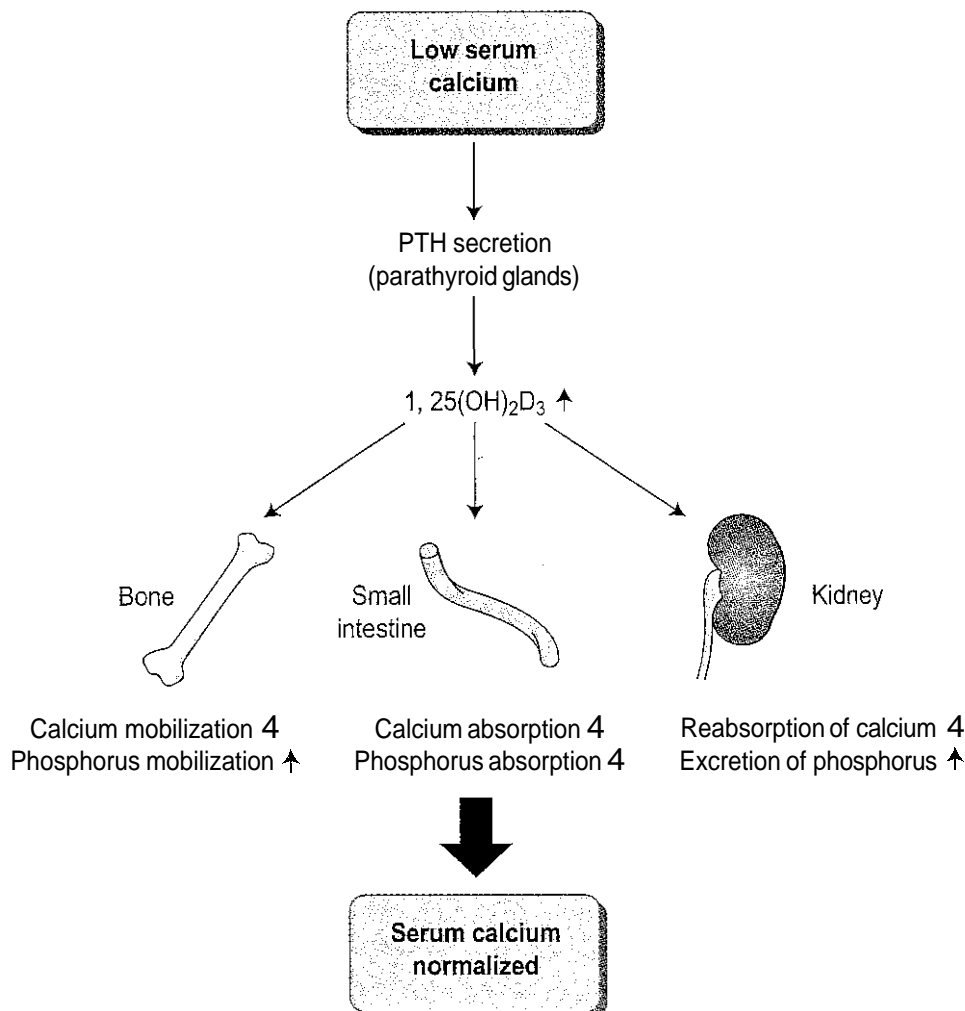 Low serum
calcium
PTH secretion
(parathyroid glands)
1, 25(OH)₂D₃ ↑
Bone
Small
intestine
Kidney
Calcium mobilization 4
Phosphorus mobilization ↑
Calcium absorption 4
Phosphorus absorption 4
Reabsorption of calcium 4
Excretion of phosphorus ↑
Serum calcium
normalized